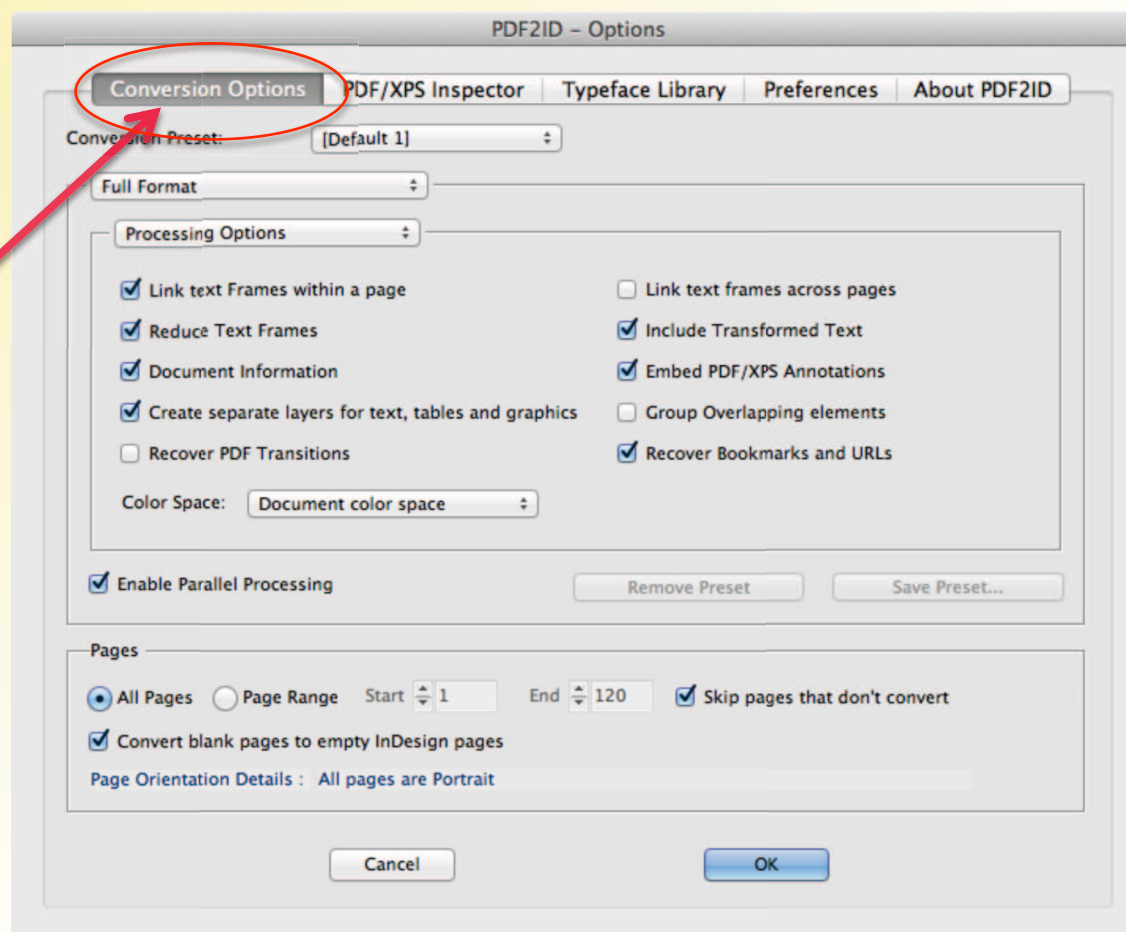 PDF2ID – Options
Conversion Options PDF/XPS Inspector Typeface Library Preferences About PDF2ID
Conversion Preset: [Default 1]
Full Format
Processing Options
Link text Frames within a page Link text frames across pages
Reduce Text Frames Include Transformed Text
Document Information Embed PDF/XPS Annotations
Create separate layers for text, tables and graphics Group Overlapping elements
Recover PDF Transitions Recover Bookmarks and URLs
Color Space: Document color space
Enable Parallel Processing Remove Preset Save Preset...
Pages
All Pages Page Range Start 1 End 120 Skip pages that don't convert
Convert blank pages to empty InDesign pages
Page Orientation Details : All pages are Portrait
Cancel OK